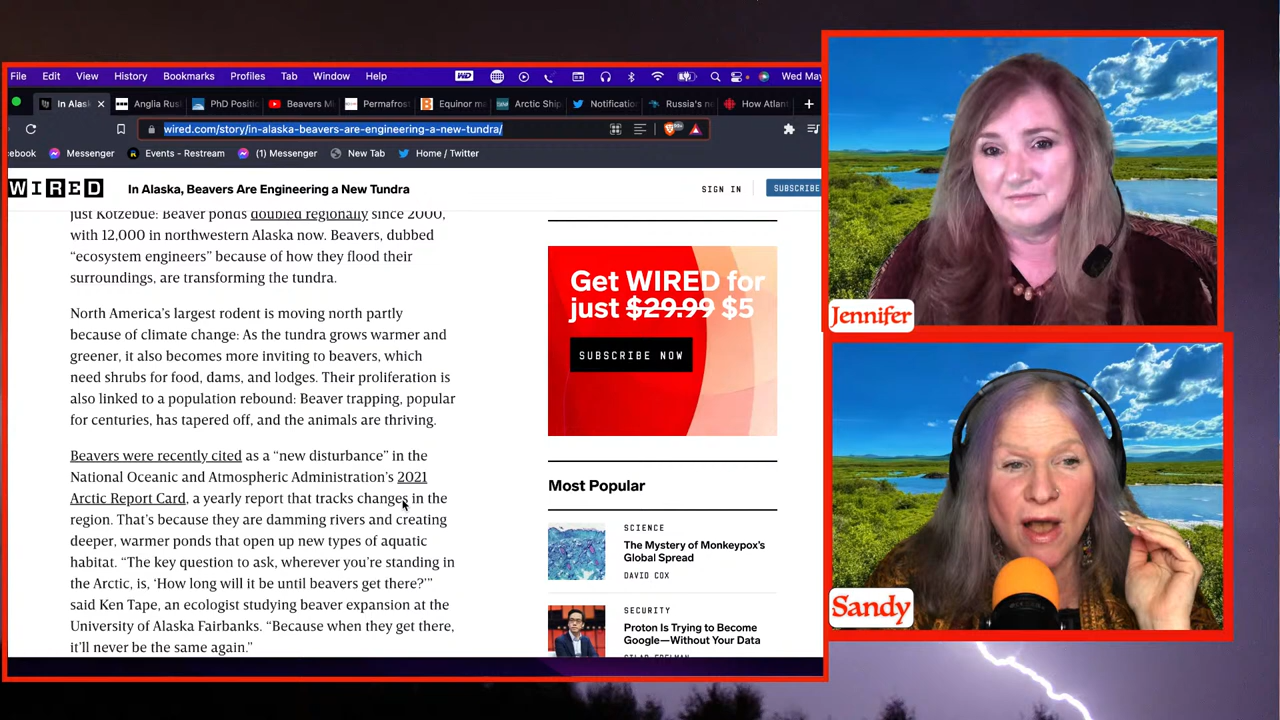 File Edit View History Bookmarks Profiles Tab Window Help WD Wed May
In Alask Anglia Rus PhD Positi Beavers Mi Permafros Equinor me Arctic Ship Notificatio Russia's ne How Atlant
wired.com/story/in-alaska-beavers-are-engineering-a-new-tundra/ 99+
cebook Messenger Events - Restream (1) Messenger New Tab Home / Twitter
WIRED In Alaska, Beavers Are Engineering a New Tundra SIGN IN SUBSCRIBE
just Kotzebue: Beaver ponds doubled regionally since 2000,
with 12,000 in northwestern Alaska now. Beavers, dubbed
“ecosystem engineers” because of how they flood their
surroundings, are transforming the tundra.
North America’s largest rodent is moving north partly
because of climate change: As the tundra grows warmer and
greener, it also becomes more inviting to beavers, which
need shrubs for food, dams, and lodges. Their proliferation is
also linked to a population rebound: Beaver trapping, popular
for centuries, has tapered off, and the animals are thriving.
Beavers were recently cited as a “new disturbance” in the
National Oceanic and Atmospheric Administration’s 2021
Arctic Report Card, a yearly report that tracks changes in the
region. That’s because they are damming rivers and creating
deeper, warmer ponds that open up new types of aquatic
habitat. “The key question to ask, wherever you’re standing in
the Arctic, is, ‘How long will it be until beavers get there?’”
said Ken Tape, an ecologist studying beaver expansion at the
University of Alaska Fairbanks. “Because when they get there,
it’ll never be the same again.”
Get WIRED for
just $29.99 $5
SUBSCRIBE NOW
Most Popular
SCIENCE
The Mystery of Monkeypox’s
Global Spread
DAVID COX
SECURITY
Proton Is Trying to Become
Google—Without Your Data
Jennifer
Sandy